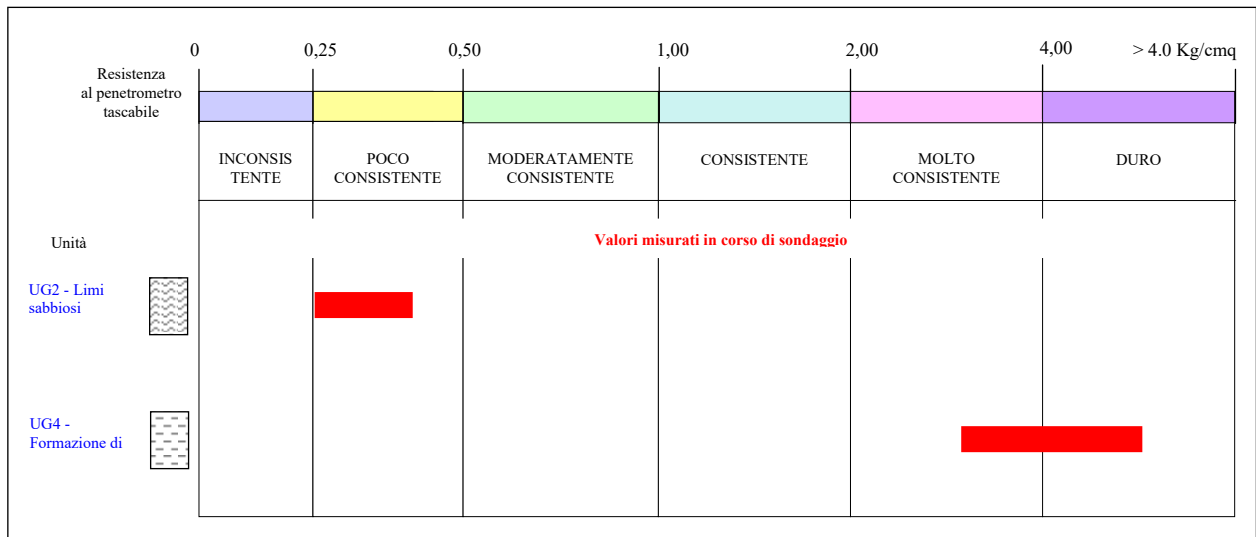 0 0,25 0,50 1,00 2,00 4,00 > 4.0 Kg/cmq
Resistenza
al penetrometro
tascabile
INCONSIS
TENTE
POCO
CONSISTENTE
MODERATAMENTE
CONSISTENTE
CONSISTENTE
MOLTO
CONSISTENTE
DURO
Unità
Valori misurati in corso di sondaggio
UG2 - Limi
sabbiosi
UG4 -
Formazione di